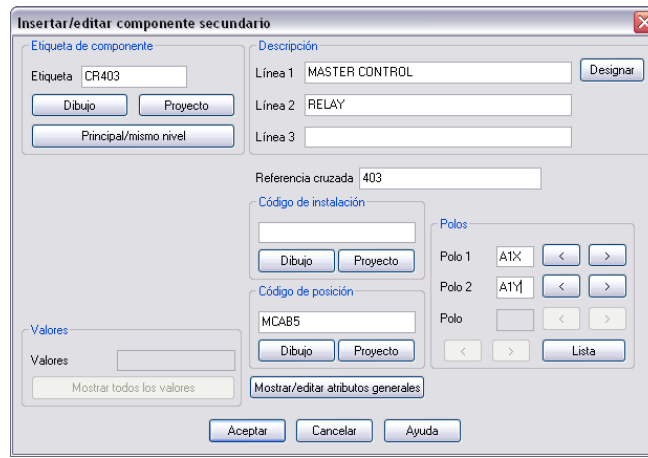 Insertar/editar componente secundario
Etiqueta de componente
Etiqueta CR403
Dibujo Proyecto
Principal/mismo nivel
Descripción
Línea 1 MASTER CONTROL Designar
Línea 2 RELAY
Línea 3
Referencia cruzada 403
Código de instalación
Dibujo Proyecto
Código de posición
MCAB5
Dibujo Proyecto
Polos
Polo 1 A1X < >
Polo 2 A1Y < >
Polo < >
< > Lista
Valores
Valores
Mostrar todos los valores
Mostrar/editar atributos generales
Aceptar Cancelar Ayuda